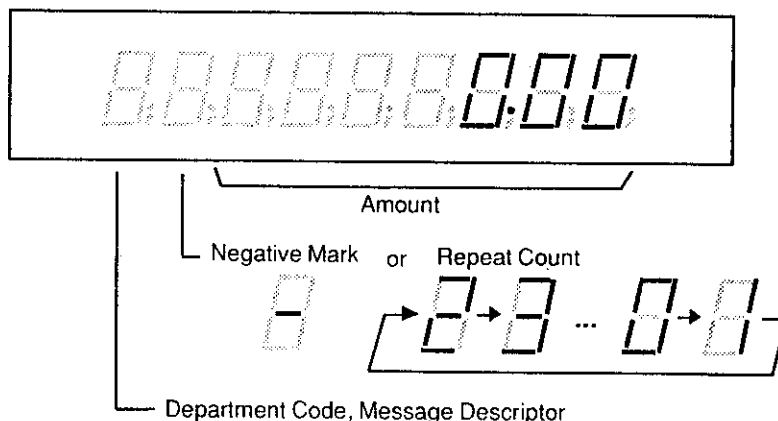 0.00
Amount
Negative Mark or Repeat Count
- 2 3 ... 0 1
Department Code, Message Descriptor